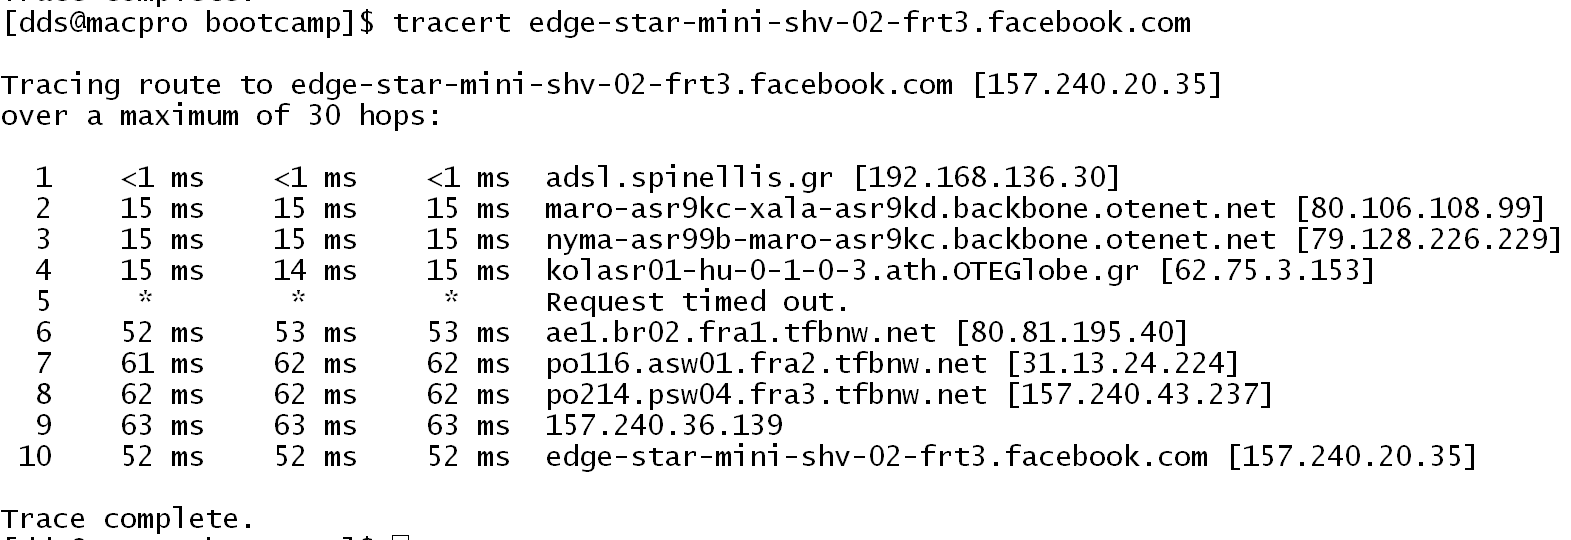 Trace complete.
[dds@macpro bootcamp]$ tracert edge-star-mini-shv-02-frt3.facebook.com
Tracing route to edge-star-mini-shv-02-frt3.facebook.com [157.240.20.35]
over a maximum of 30 hops:
1 <1 ms <1 ms <1 ms adsl.spinellis.gr [192.168.136.30]
2 15 ms 15 ms 15 ms maro-asr9kc-xala-asr9kd.backbone.otenet.net [80.106.108.99]
3 15 ms 15 ms 15 ms nyma-asr99b-maro-asr9kc.backbone.otenet.net [79.128.226.229]
4 15 ms 14 ms 15 ms kolasr01-hu-0-1-0-3.ath.OTEGlobe.gr [62.75.3.153]
5 * * * Request timed out.
6 52 ms 53 ms 53 ms ae1.br02.fra1.tfbnw.net [80.81.195.40]
7 61 ms 62 ms 62 ms po116.asw01.fra2.tfbnw.net [31.13.24.224]
8 62 ms 62 ms 62 ms po214.psw04.fra3.tfbnw.net [157.240.43.237]
9 63 ms 63 ms 63 ms 157.240.36.139
10 52 ms 52 ms 52 ms edge-star-mini-shv-02-frt3.facebook.com [157.240.20.35]
Trace complete.